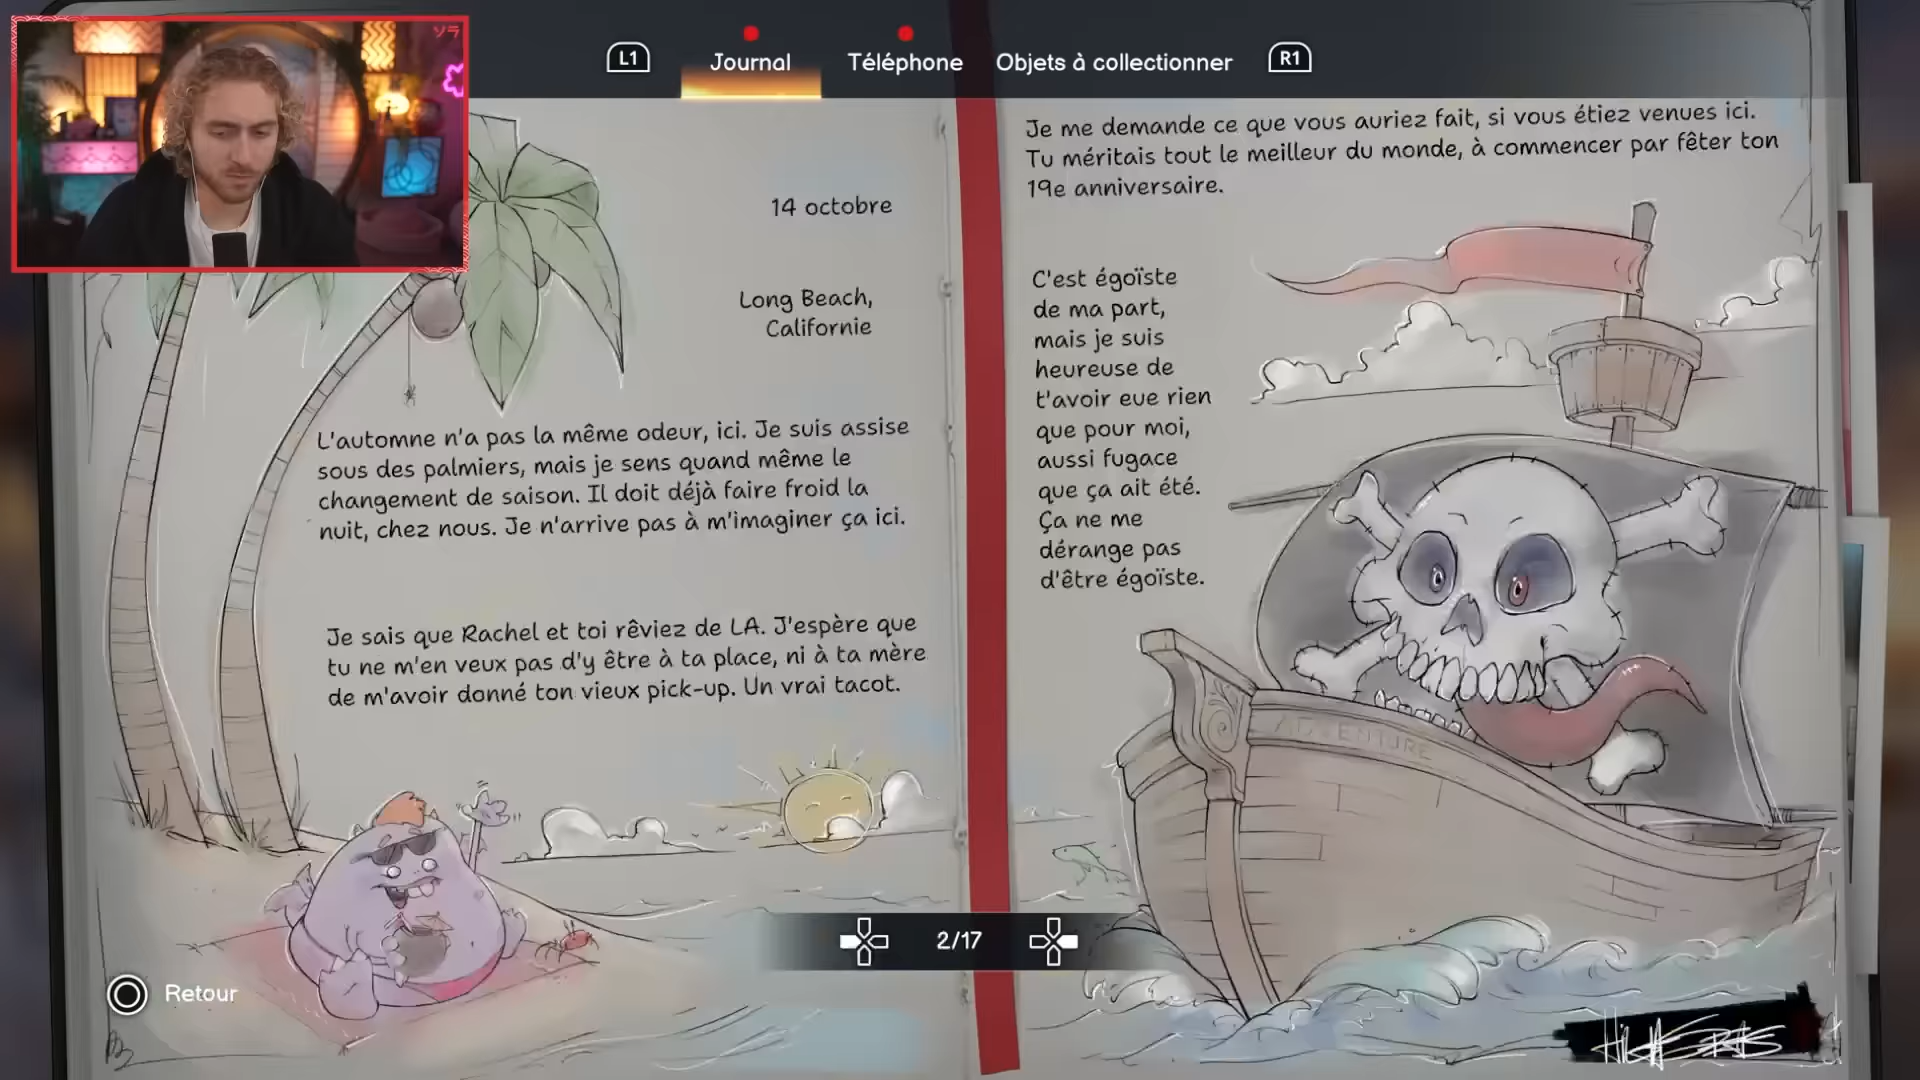 ソラ
L1
Journal
Téléphone
Objets à collectionner
R1
14 octobre
Long Beach,
Californie
L'automne n'a pas la même odeur, ici. Je suis assise
sous des palmiers, mais je sens quand même le
changement de saison. Il doit déjà faire froid la
nuit, chez nous. Je n'arrive pas à m'imaginer ça ici.
Je sais que Rachel et toi rêviez de LA. J'espère que
tu ne m'en veux pas d'y être à ta place, ni à ta mère
de m'avoir donné ton vieux pick-up. Un vrai tacot.
Je me demande ce que vous auriez fait, si vous étiez venues ici.
Tu méritais tout le meilleur du monde, à commencer par fêter ton
19e anniversaire.
C'est égoïste
de ma part,
mais je suis
heureuse de
t'avoir eue rien
que pour moi,
aussi fugace
que ça ait été.
Ça ne me
dérange pas
d'être égoïste.
ADVENTURE
2/17
Retour